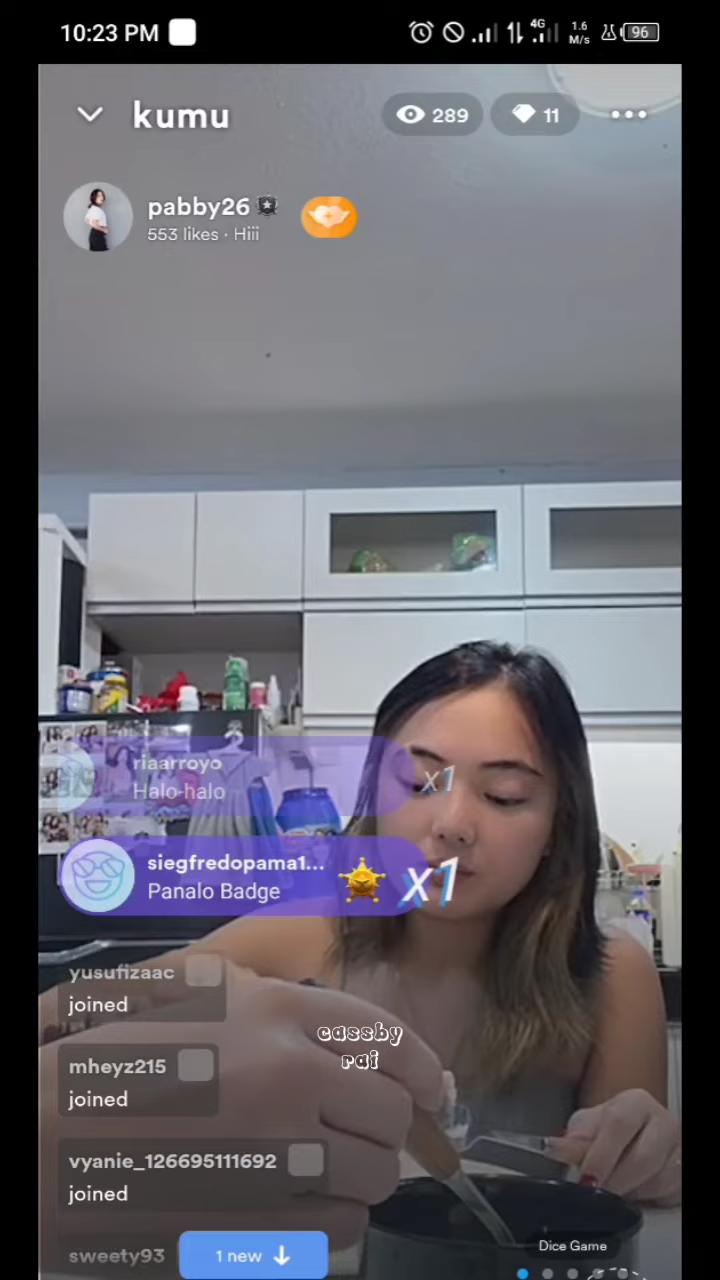 10:23 PM
4G
1.6
M/s
96
kumu
289
11
pabby26
553 likes · Hiii
riaarroyo
Halo-halo
x1
siegfredopama1...
Panalo Badge
x1
yusufizaac
joined
cassby
rai
mheyz215
joined
vyanie_126695111692
joined
sweety93
1 new
Dice Game